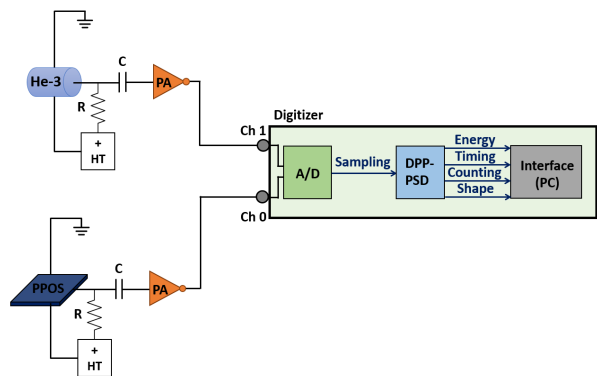 He-3
C
PA
R
+
HT
Digitizer
Ch 1
Ch 0
A/D
Sampling
DPP-
PSD
Energy
Timing
Counting
Shape
Interface
(PC)
PPOS
C
PA
R
+
HT